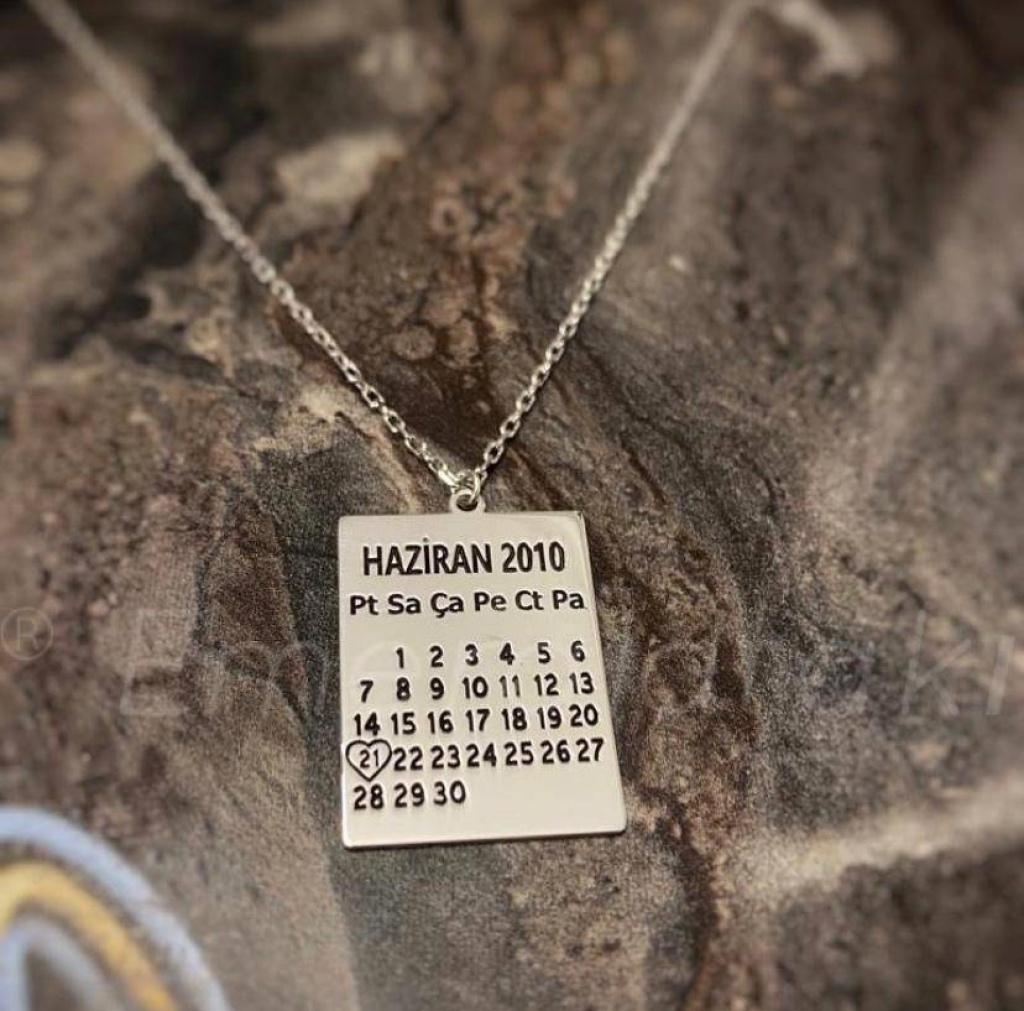 HAZİRAN 2010
Pt Sa Ça Pe Ct Pa
1 2 3 4 5 6
7 8 9 10 11 12 13
14 15 16 17 18 19 20
21 22 23 24 25 26 27
28 29 30
®